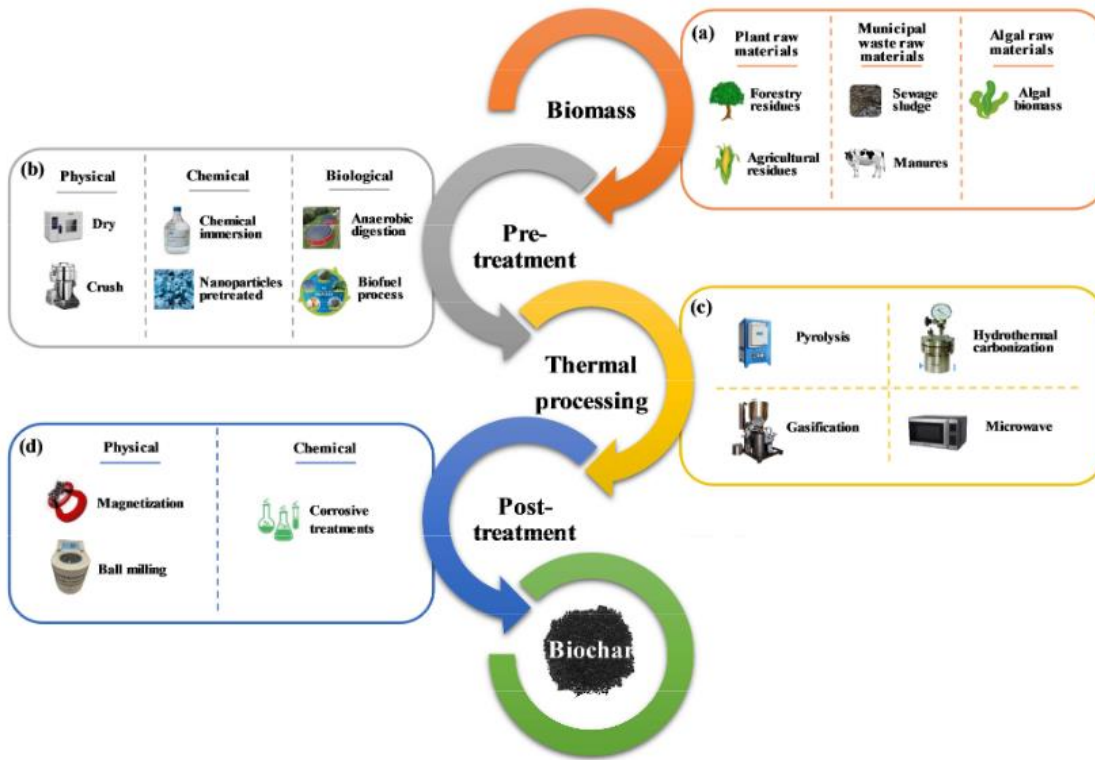 (a)
Plant raw
materials
Municipal
waste raw
materials
Algal raw
materials
Forestry
residues
Sewage
sludge
Algal
biomass
Agricultural
residues
Manures
Biomass
(b)
Physical
Chemical
Biological
Dry
Chemical
immersion
Anaerobic
digestion
Crush
Nanoparticles
pretreated
Biofuel
process
Pre-
treatment
(c)
Pyrolysis
Hydrothermal
carbonization
Gasification
Microwave
Thermal
processing
(d)
Physical
Chemical
Magnetization
Corrosive
treatments
Ball milling
Post-
treatment
Biochar